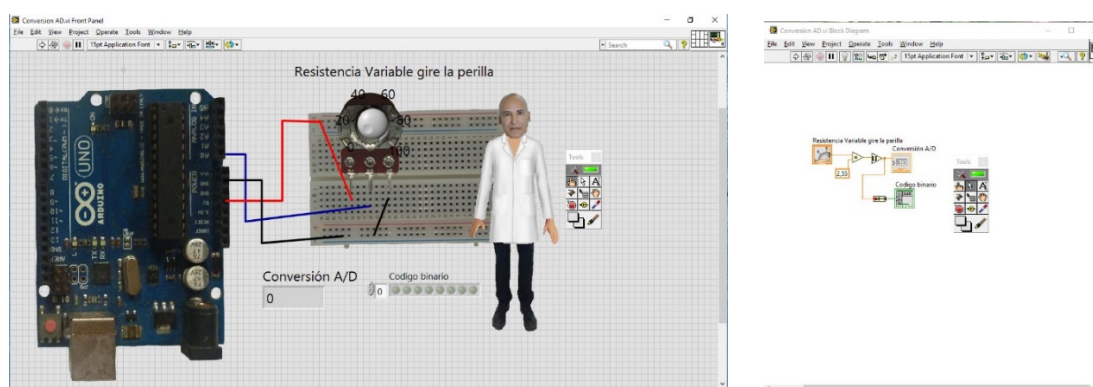 Conversion AD.vi Front Panel
File Edit View Project Operate Tools Window Help
15pt Application Font
Search
Resistencia Variable gire la perilla
40 60
20 80
100
UNO
ARDUINO
Tools
Conversión A/D
0
Codigo binario
0
Conversion AD.vi Block Diagram
File Edit View Project Operate Tools Window Help
15pt Application Font
Resistencia Variable gire la perilla
Conversión A/D
2,55
Codigo binario
Tools